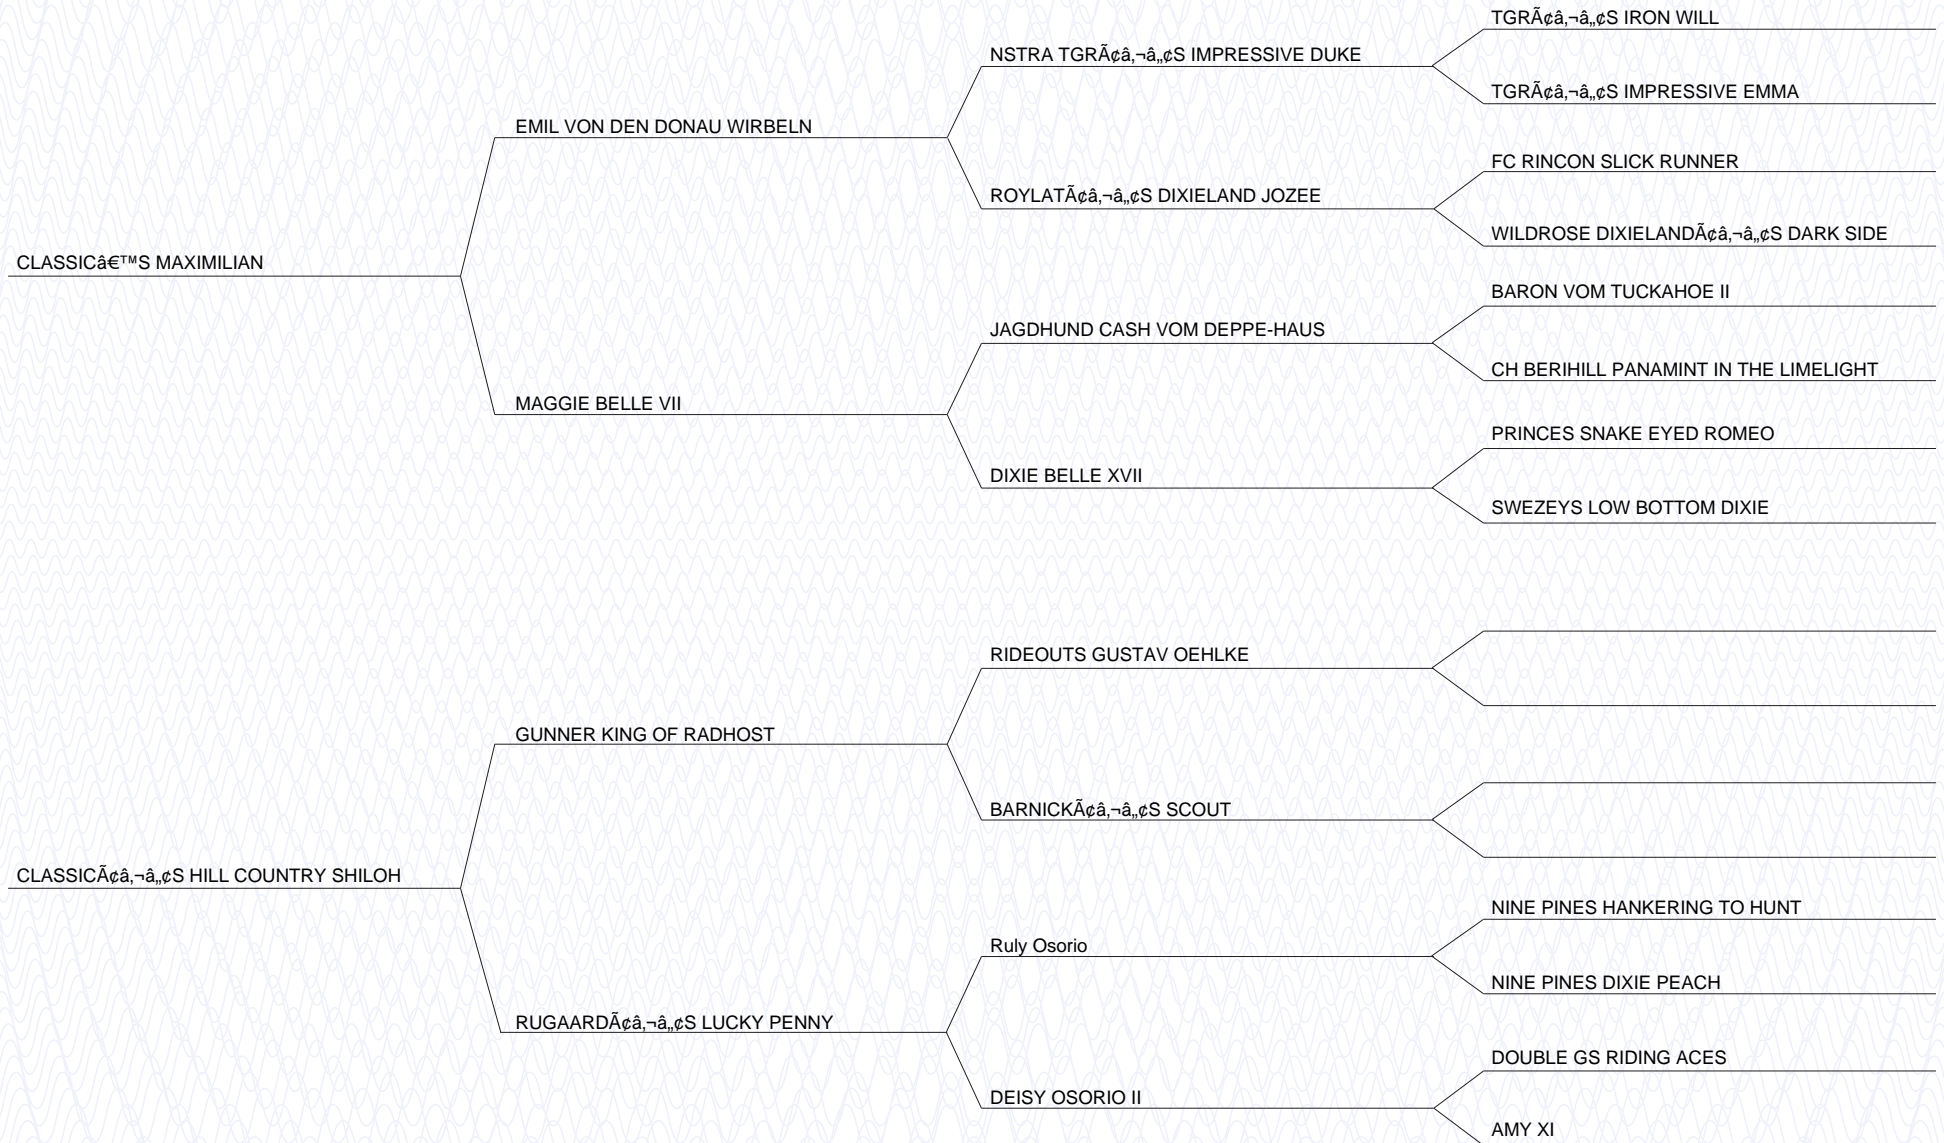 TGRÃ¢â‚¬â„¢S IRON WILL
NSTRA TGRÃ¢â‚¬â„¢S IMPRESSIVE DUKE
TGRÃ¢â‚¬â„¢S IMPRESSIVE EMMA
EMIL VON DEN DONAU WIRBELN
FC RINCON SLICK RUNNER
ROYLATÃ¢â‚¬â„¢S DIXIELAND JOZEE
WILDROSE DIXIELANDÃ¢â‚¬â„¢S DARK SIDE
CLASSICâ€™S MAXIMILIAN
BARON VOM TUCKAHOE II
JAGDHUND CASH VOM DEPPE-HAUS
CH BERIHILL PANAMINT IN THE LIMELIGHT
MAGGIE BELLE VII
PRINCES SNAKE EYED ROMEO
DIXIE BELLE XVII
SWEZEYS LOW BOTTOM DIXIE
RIDEOUTS GUSTAV OEHLKE
GUNNER KING OF RADHOST
BARNICKÃ¢â‚¬â„¢S SCOUT
CLASSICÃ¢â‚¬â„¢S HILL COUNTRY SHILOH
NINE PINES HANKERING TO HUNT
Ruly Osorio
NINE PINES DIXIE PEACH
RUGAARDÃ¢â‚¬â„¢S LUCKY PENNY
DOUBLE GS RIDING ACES
DEISY OSORIO II
AMY XI